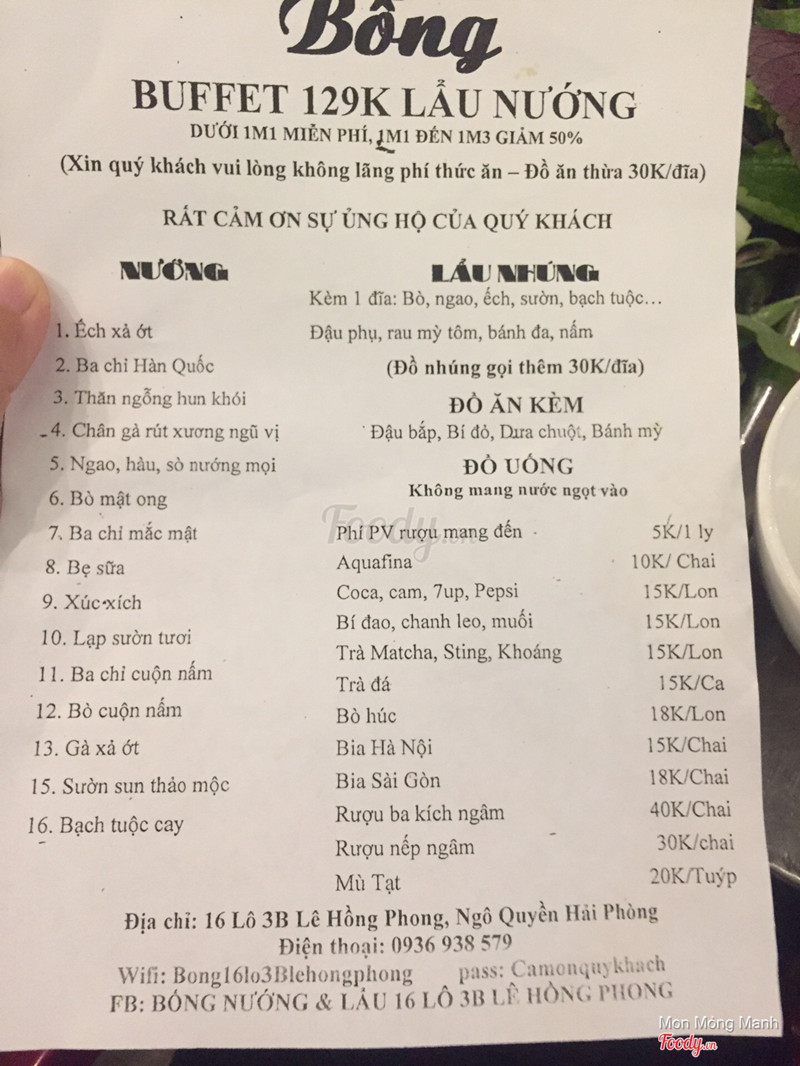 Bống
BUFFET 129K LẨU NƯỚNG
DƯỚI 1M1 MIỄN PHÍ, 1M1 ĐẾN 1M3 GIẢM 50%
(Xin quý khách vui lòng không lãng phí thức ăn – Đồ ăn thừa 30K/đĩa)
RẤT CẢM ƠN SỰ ỦNG HỘ CỦA QUÝ KHÁCH
NƯỚNG
1. Ếch xả ớt
2. Ba chỉ Hàn Quốc
3. Thăn ngỗng hun khói
4. Chân gà rút xương ngũ vị
5. Ngao, hàu, sò nướng mọi
6. Bò mật ong
7. Ba chỉ mắc mật
8. Bẹ sữa
9. Xúc xích
10. Lạp sườn tươi
11. Ba chỉ cuộn nấm
12. Bò cuộn nấm
13. Gà xả ớt
15. Sườn sụn thảo mộc
16. Bạch tuộc cay
LẨU NHÚNG
Kèm 1 đĩa: Bò, ngao, ếch, sườn, bạch tuộc…
Đậu phụ, rau mỳ tôm, bánh đa, nấm
(Đồ nhúng gọi thêm 30K/đĩa)
ĐỒ ĂN KÈM
Đậu bắp, Bí đỏ, Dưa chuột, Bánh mỳ
ĐỒ UỐNG
Không mang nước ngọt vào
Phí PV rượu mang đến 5K/1 ly
Aquafina 10K/ Chai
Coca, cam, 7up, Pepsi 15K/Lon
Bí đao, chanh leo, muối 15K/Lon
Trà Matcha, Sting, Khoáng 15K/Lon
Trà đá 15K/Ca
Bò húc 18K/Lon
Bia Hà Nội 15K/Chai
Bia Sài Gòn 18K/Chai
Rượu ba kích ngâm 40K/Chai
Rượu nếp ngâm 30K/chai
Mù Tạt 20K/Tuýp
Địa chỉ: 16 Lô 3B Lê Hồng Phong, Ngô Quyền Hải Phòng
Điện thoại: 0936 938 579
Wifi: Bong16lo3Blehongphong pass: Camonquykhach
FB: BỐNG NƯỚNG & LẨU 16 LÔ 3B LÊ HỒNG PHONG
Foody.vn
Mon Mỏng Manh
Foody.vn